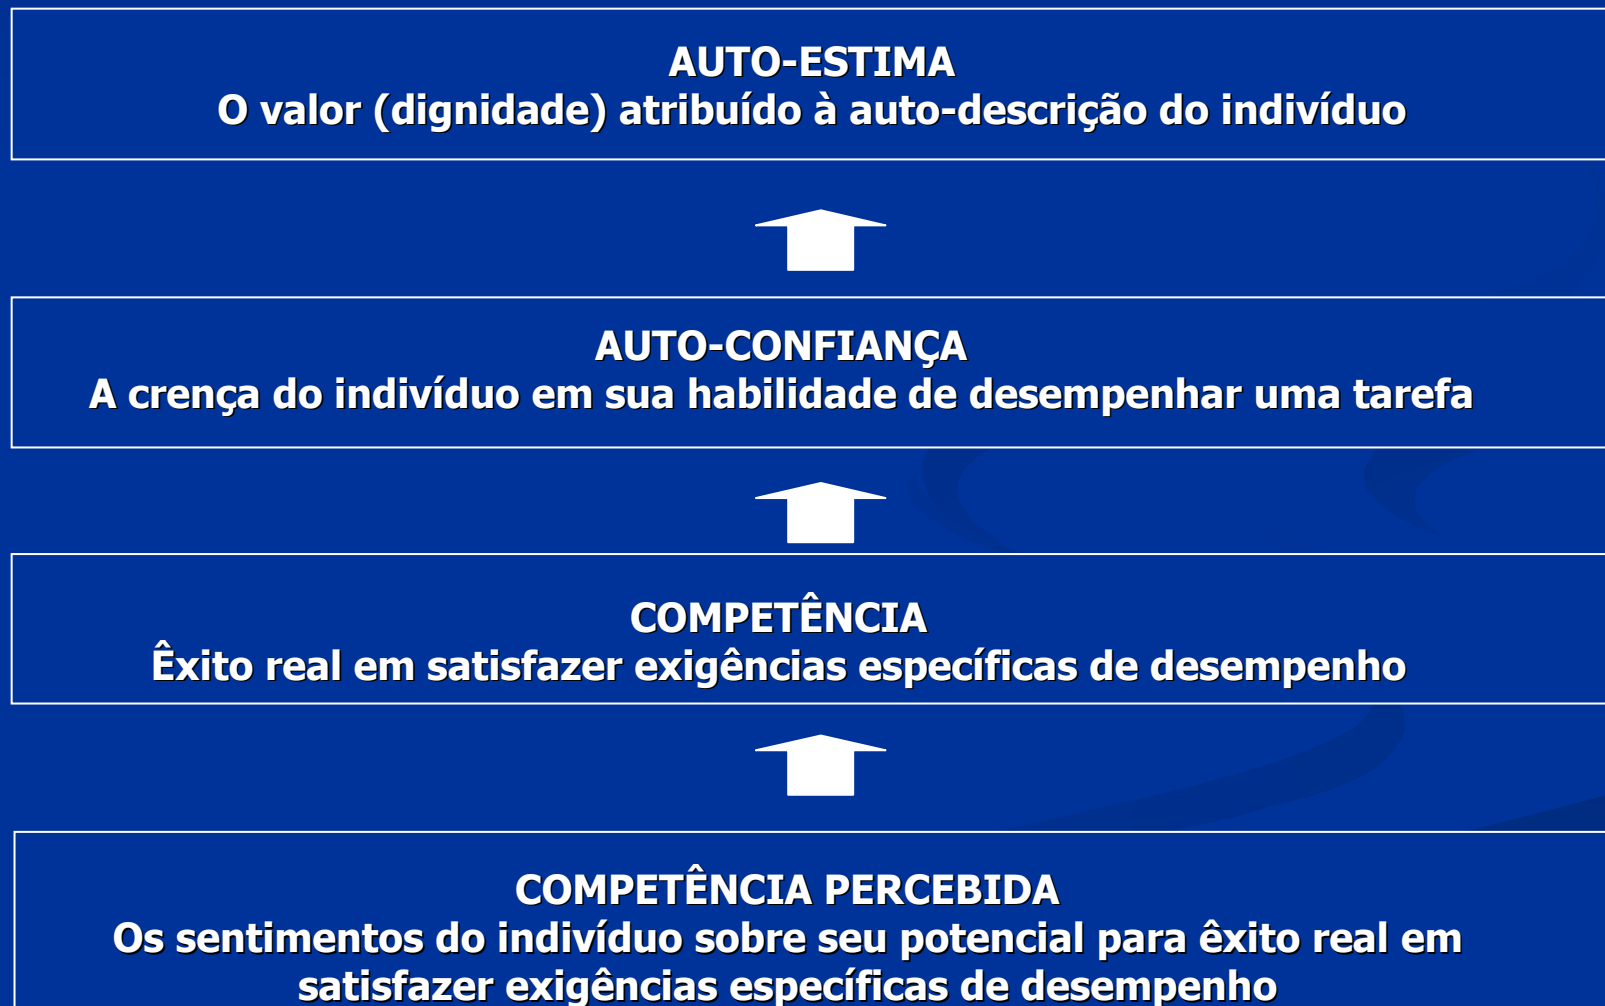 AUTO-ESTIMA
O valor (dignidade) atribuído à auto-descrição do indivíduo
AUTO-CONFIANÇA
A crença do indivíduo em sua habilidade de desempenhar uma tarefa
COMPETÊNCIA
Êxito real em satisfazer exigências específicas de desempenho
COMPETÊNCIA PERCEBIDA
Os sentimentos do indivíduo sobre seu potencial para êxito real em
satisfazer exigências específicas de desempenho